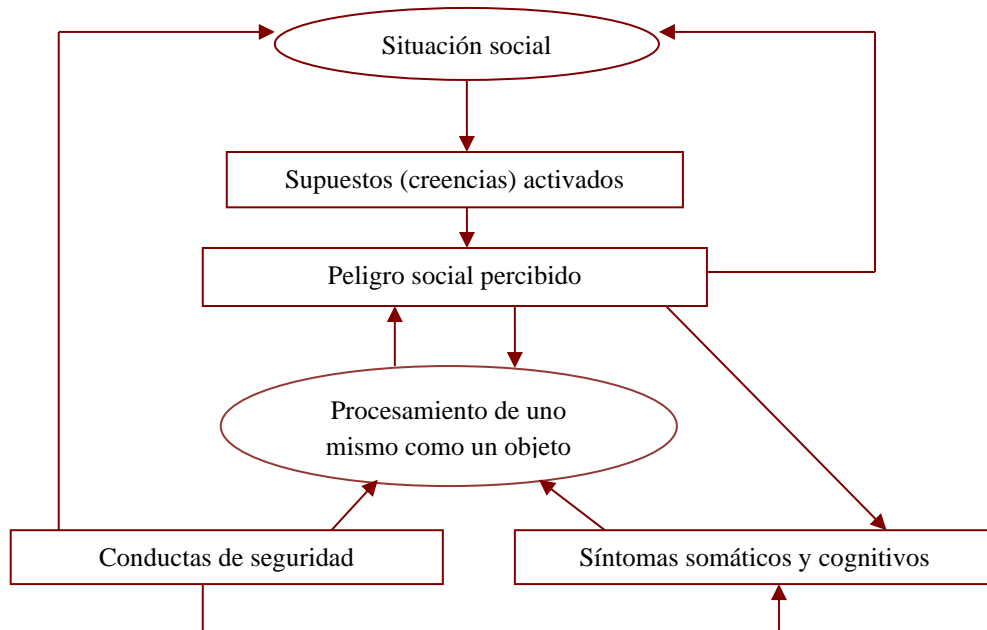 Situación social
Supuestos (creencias) activados
Peligro social percibido
Procesamiento de uno
mismo como un objeto
Conductas de seguridad
Síntomas somáticos y cognitivos